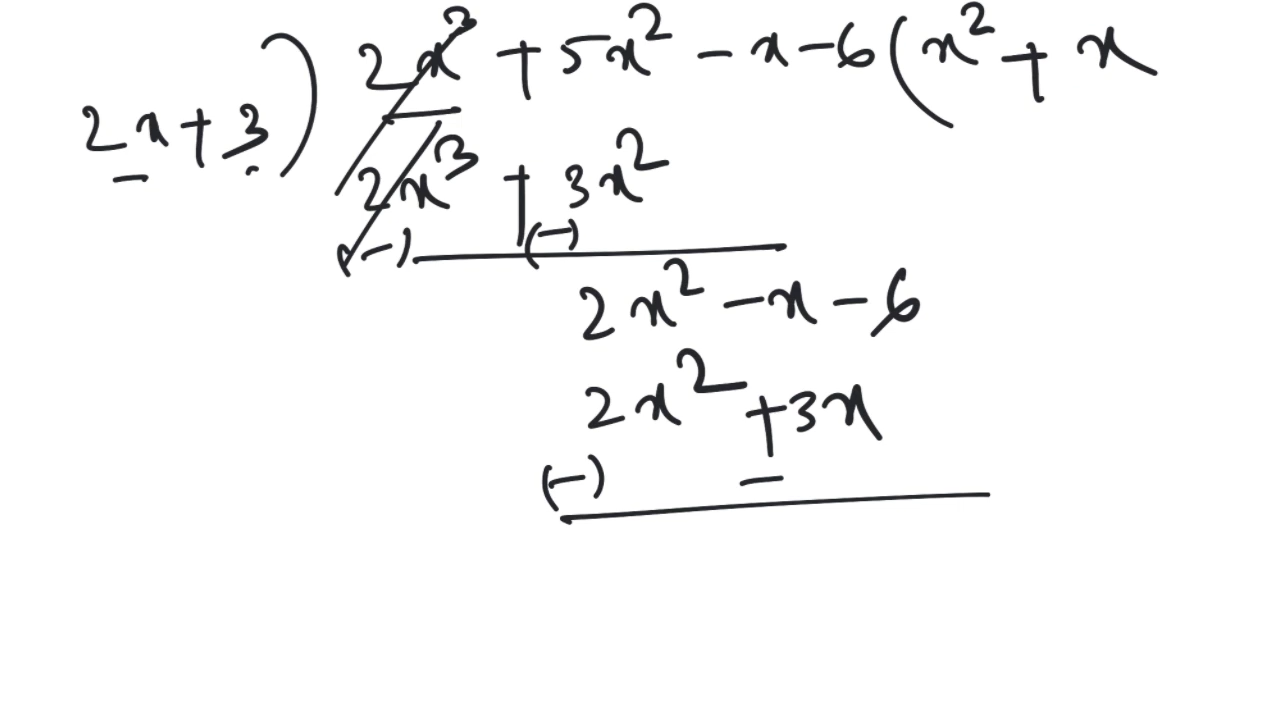 2x+3) 2x³ + 5x² - x - 6 (x² + x
2x³ + 3x²
(-) (-)
2x² - x - 6
2x² + 3x
(-) -